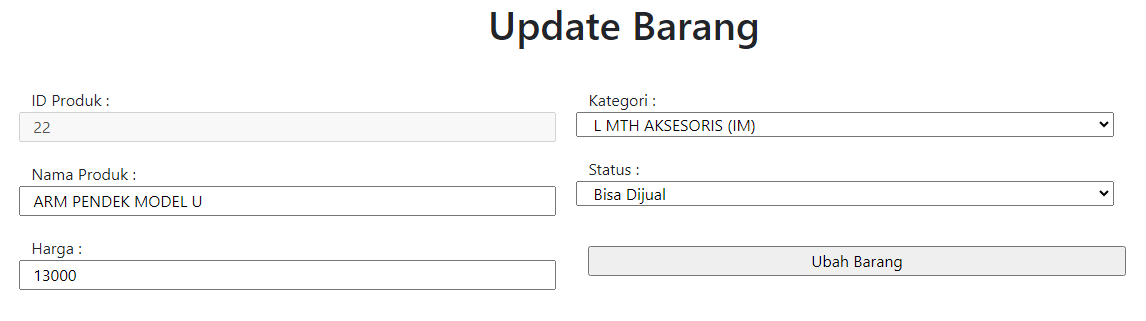 Update Barang
ID Produk :
22
Nama Produk :
ARM PENDEK MODEL U
Harga :
13000
Kategori :
L MTH AKSESORIS (IM)
Status :
Bisa Dijual
Ubah Barang